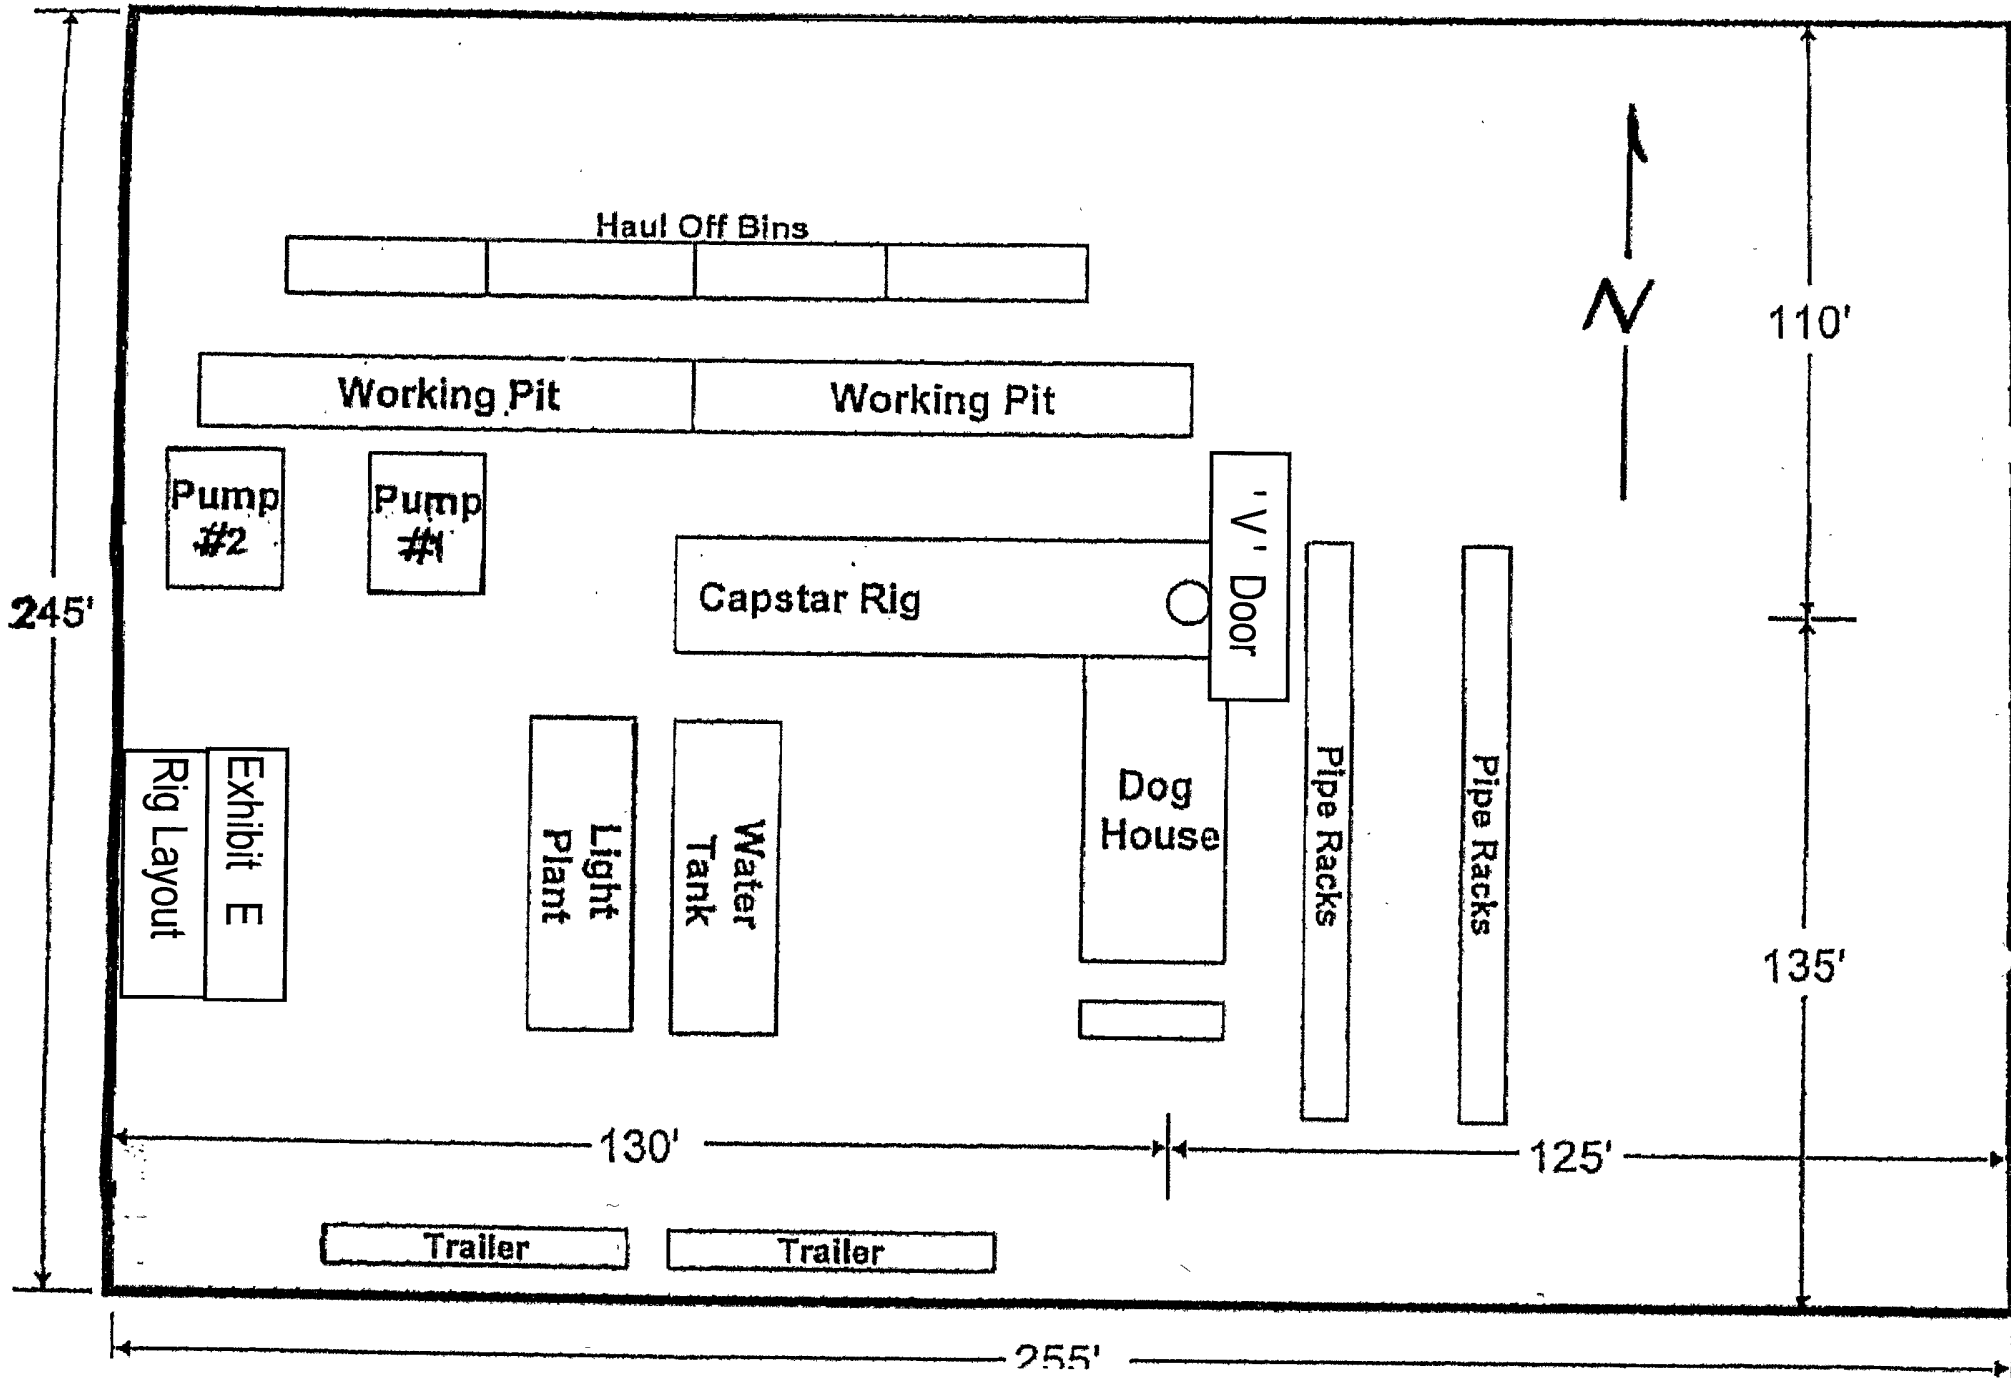 Haul Off Bins
N
110'
Working Pit
Working Pit
Pump
#2
Pump
#1
' V ' Door
Capstar Rig
245'
Exhibit E
Rig Layout
Light
Plant
Water
Tank
Dog
House
Pipe Racks
Pipe Racks
135'
130'
125'
Trailer
Trailer
255'